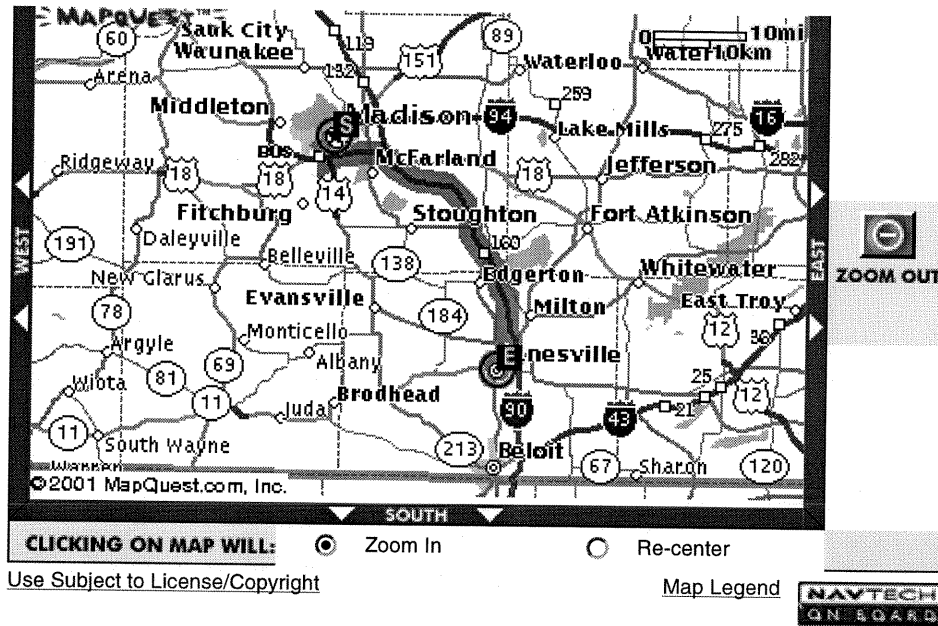 MAPQUEST
Sauk City
60
119
89
0 10mi
Waunakee
151
Water 10km
132
Waterloo
Arena
259
Middleton
S
Madison
94
Lake Mills
275
16
BUS
282
Ridgeway
18
18
McFarland
18
Jefferson
14
Fitchburg
Stoughton
Fort Atkinson
191
Daleyville
160
WEST
EAST
Belleville
138
ZOOM OUT
New Glarus
Edgerton
Whitewater
Evansville
184
Milton
East Troy
78
12
36
Monticello
Argyle
E
nesville
Albany
69
81
25
Wiota
11
Brodhead
90
43
21
12
Juda
11
South Wayne
213
Beloit
67
Sharon
120
Warren
©2001 MapQuest.com, Inc.
SOUTH
CLICKING ON MAP WILL: Zoom In Re-center
Use Subject to License/Copyright
Map Legend
NAVTECH
ON BOARD